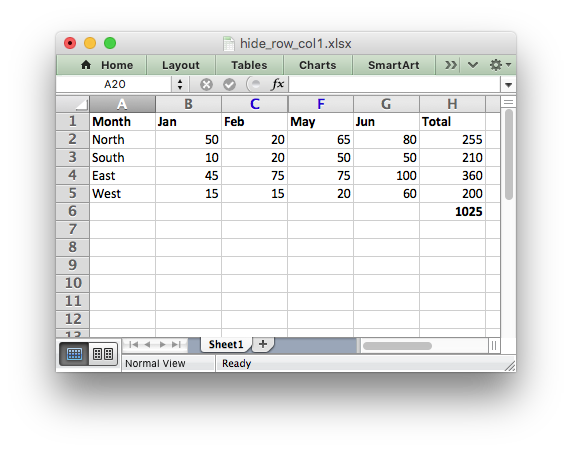 hide_row_col1.xlsx
Home Layout Tables Charts SmartArt
A20 fx
A B C F G H
1 Month Jan Feb May Jun Total
2 North 50 20 65 80 255
3 South 10 20 50 50 210
4 East 45 75 75 100 360
5 West 15 15 20 60 200
6 1025
7
8
9
10
11
12
13
Sheet1
Normal View Ready